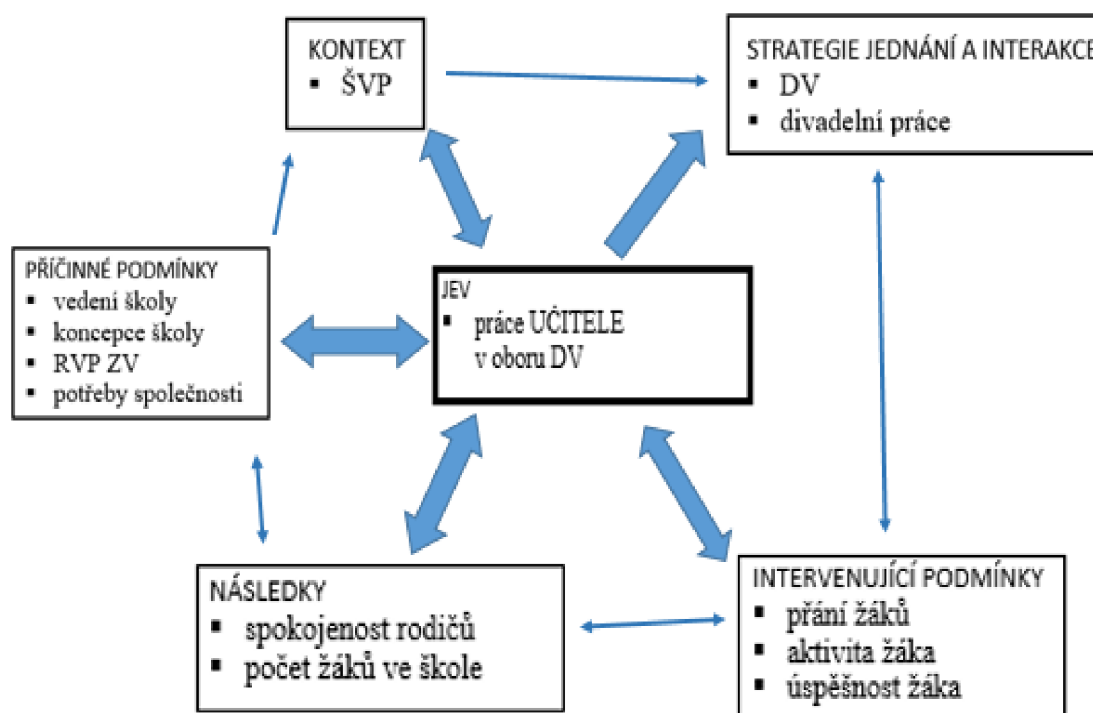 KONTEXT
▪ ŠVP
STRATEGIE JEDNÁNÍ A INTERAKCE
▪ DV
▪ divadelní práce
PŘÍČINNÉ PODMÍNKY
▪ vedení školy
▪ koncepce školy
▪ RVP ZV
▪ potřeby společnosti
JEV
▪ práce UČITELE
v oboru DV
NÁSLEDKY
▪ spokojenost rodičů
▪ počet žáků ve škole
INTERVENUJÍCÍ PODMÍNKY
▪ přání žáků
▪ aktivita žáka
▪ úspěšnost žáka